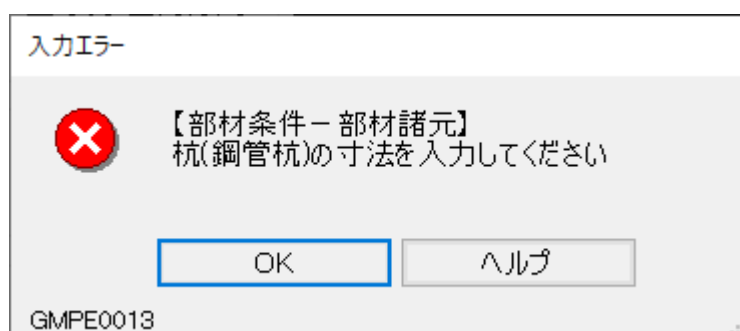 入力エラー
【部材条件－部材諸元】
杭(鋼管杭)の寸法を入力してください
OK
ヘルプ
GMPE0013